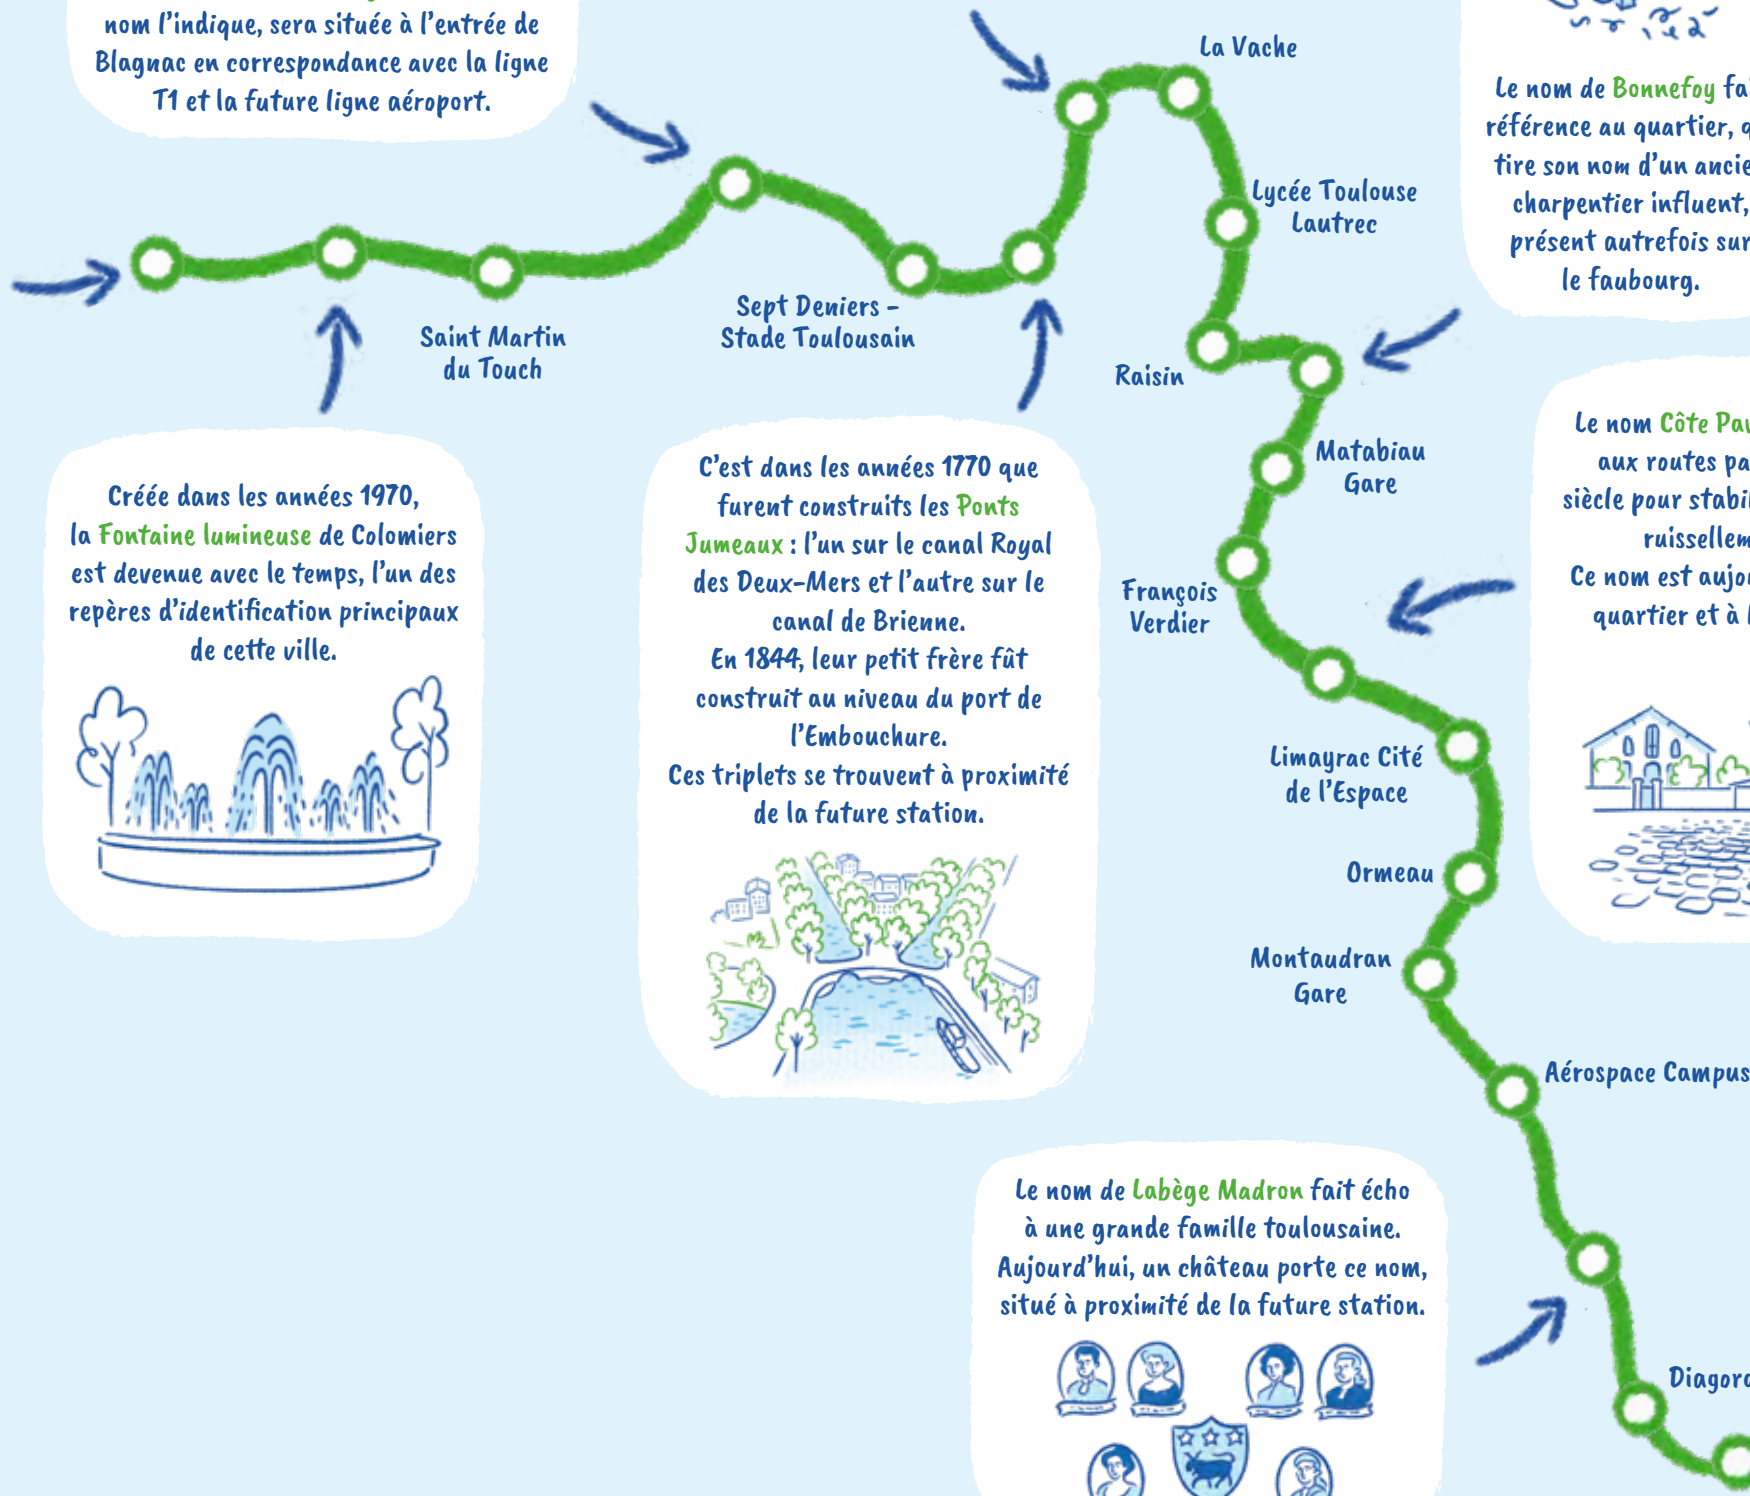 nom l'indique, sera située à l'entrée de
Blagnac en correspondance avec la ligne
T1 et la future ligne aéroport.
La Vache
Lycée Toulouse
Lautrec
Le nom de Bonnefoy
référence au quartier,
tire son nom d'un
charpentier influent,
présent autrefois sur
le faubourg.
Saint Martin
du Touch
Sept Deniers -
Stade Toulousain
Raisin
Matabiau
Gare
François
Verdier
Créée dans les années 1970,
la Fontaine lumineuse de Colomiers
est devenue avec le temps, l'un des
repères d'identification principaux
de cette ville.
C'est dans les années 1770 que
furent construits les Ponts
Jumeaux : l'un sur le canal Royal
des Deux-Mers et l'autre sur le
canal de Brienne.
En 1844, leur petit frère fût
construit au niveau du port de
l'Embouchure.
Ces triplets se trouvent à proximité
de la future station.
Le nom Côte
aux routes
siècle pour
Ce nom est
quartier et à
Limayrac Cité
de l'Espace
Ormeau
Montaudran
Gare
Aérospace Campus
Le nom de Labège Madron fait écho
à une grande famille toulousaine.
Aujourd'hui, un château porte ce nom,
situé à proximité de la future station.